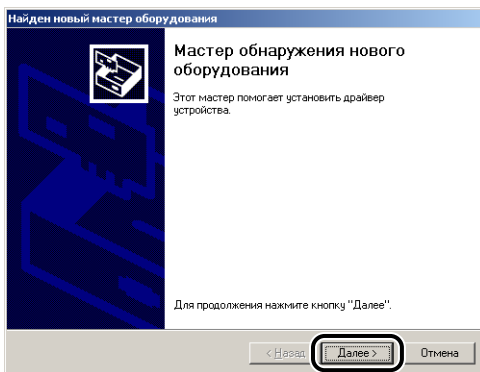 Найден новый мастер оборудования
Мастер обнаружения нового
оборудования
Этот мастер помогает установить драйвер
устройства.
Для продолжения нажмите кнопку "Далее".
< Назад
Далее >
Отмена